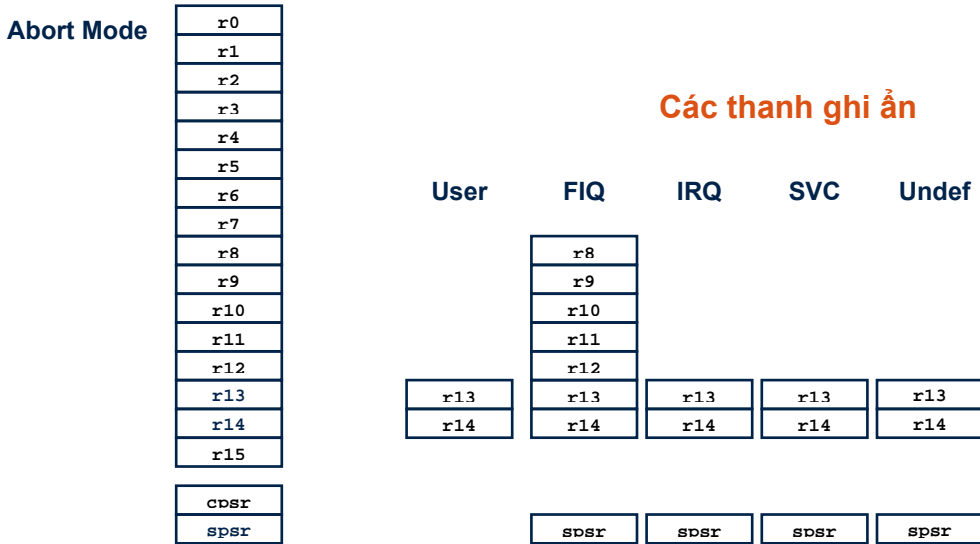 Abort Mode
r0
r1
r2
r3
r4
r5
r6
r7
r8
r9
r10
r11
r12
r13
r14
r15
cpsr
spsr
Các thanh ghi ẩn
User FIQ IRQ SVC Undef
r8
r9
r10
r11
r12
r13 r13 r13 r13 r13
r14 r14 r14 r14 r14
spsr spsr spsr spsr